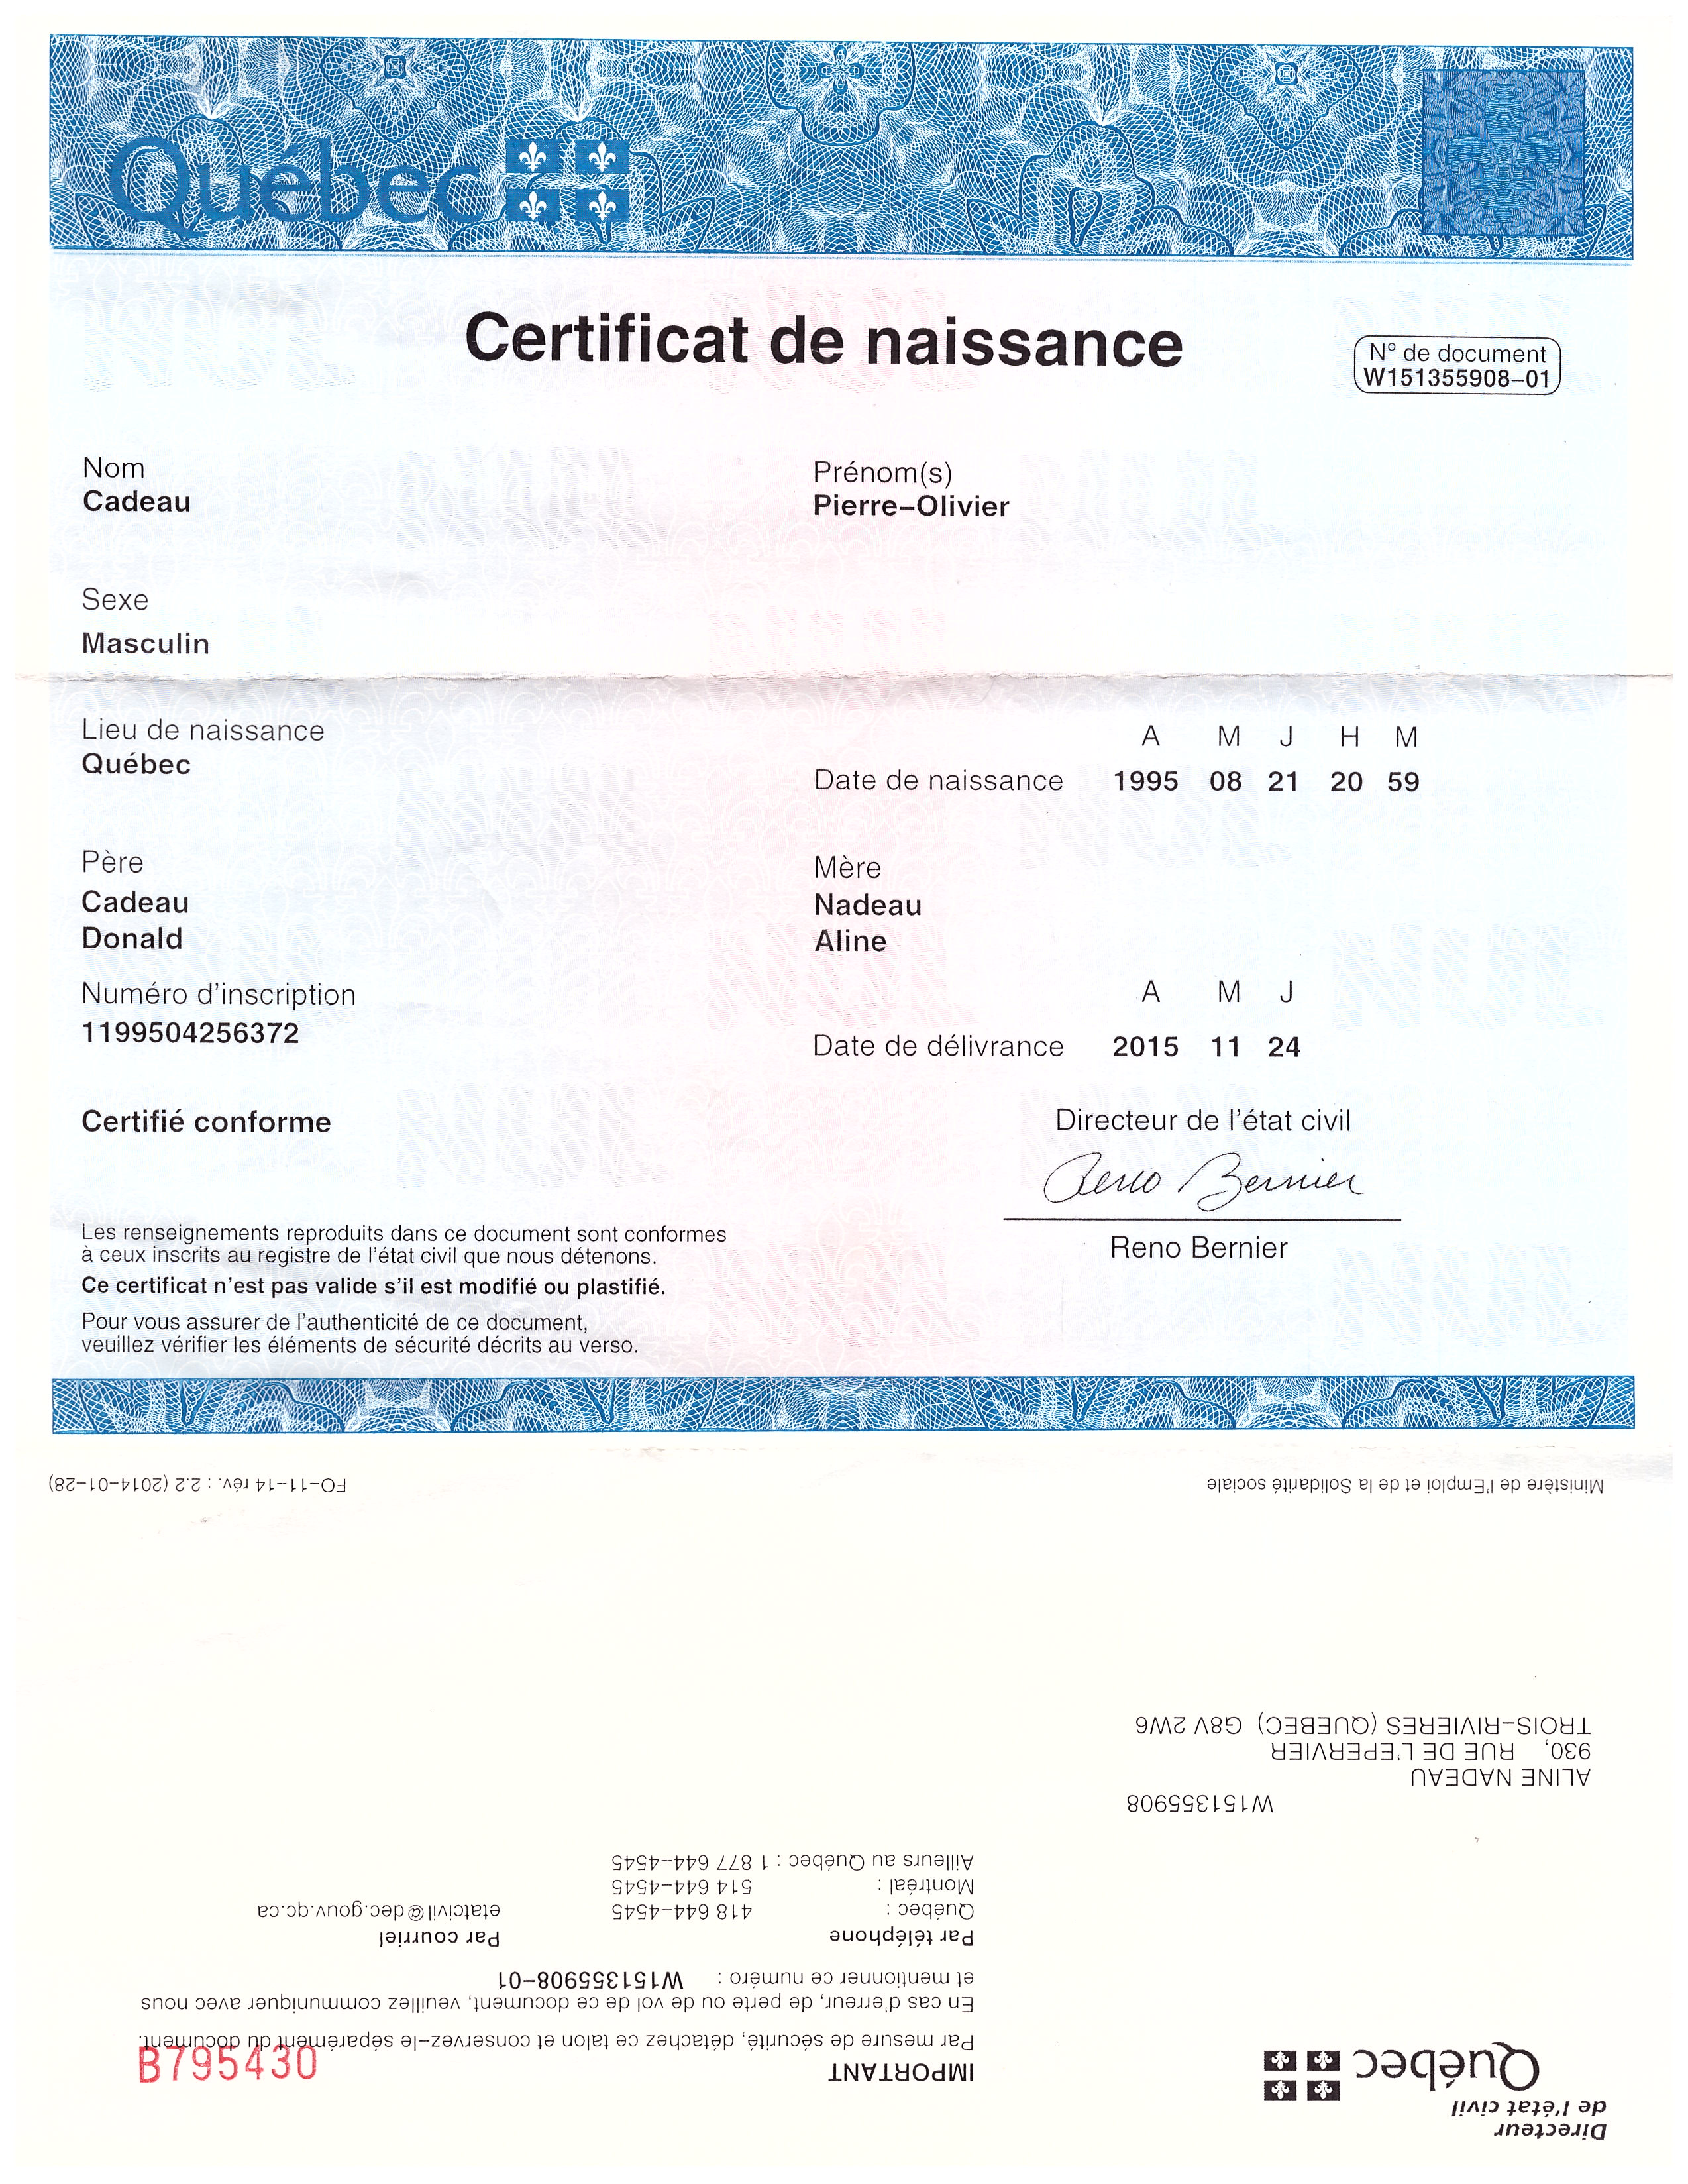 Québec
Certificat de naissance
N° de document
W151355908-01
Nom
Cadeau
Prénom(s)
Pierre-Olivier
Sexe
Masculin
Lieu de naissance
Québec
A M J H M
Date de naissance 1995 08 21 20 59
Père
Cadeau
Donald
Mère
Nadeau
Aline
Numéro d'inscription
1199504256372
A M J
Date de délivrance 2015 11 24
Certifié conforme
Directeur de l'état civil
Reno Bernier
Reno Bernier
Les renseignements reproduits dans ce document sont conformes
à ceux inscrits au registre de l'état civil que nous détenons.
Ce certificat n'est pas valide s'il est modifié ou plastifié.
Pour vous assurer de l'authenticité de ce document,
veuillez vérifier les éléments de sécurité décrits au verso.
NUL
Directeur
de l'état civil
Québec
IMPORTANT
B795430
Par mesure de sécurité, détachez ce talon et conservez-le séparément du document.
En cas d'erreur, de perte ou de vol de ce document, veuillez communiquer avec nous
et mentionner ce numéro : W151355908-01
Par téléphone
Québec : 418 644-4545
Montréal : 514 644-4545
Ailleurs au Québec : 1 877 644-4545
Par courriel
etatcivil@dec.gouv.qc.ca
W151355908
ALINE NADEAU
930, RUE DE L'EPERVIER
TROIS-RIVIERES (QUEBEC) G8V 2W6
Ministère de l'Emploi et de la Solidarité sociale
FO-11-14 rév. : 2.2 (2014-01-28)